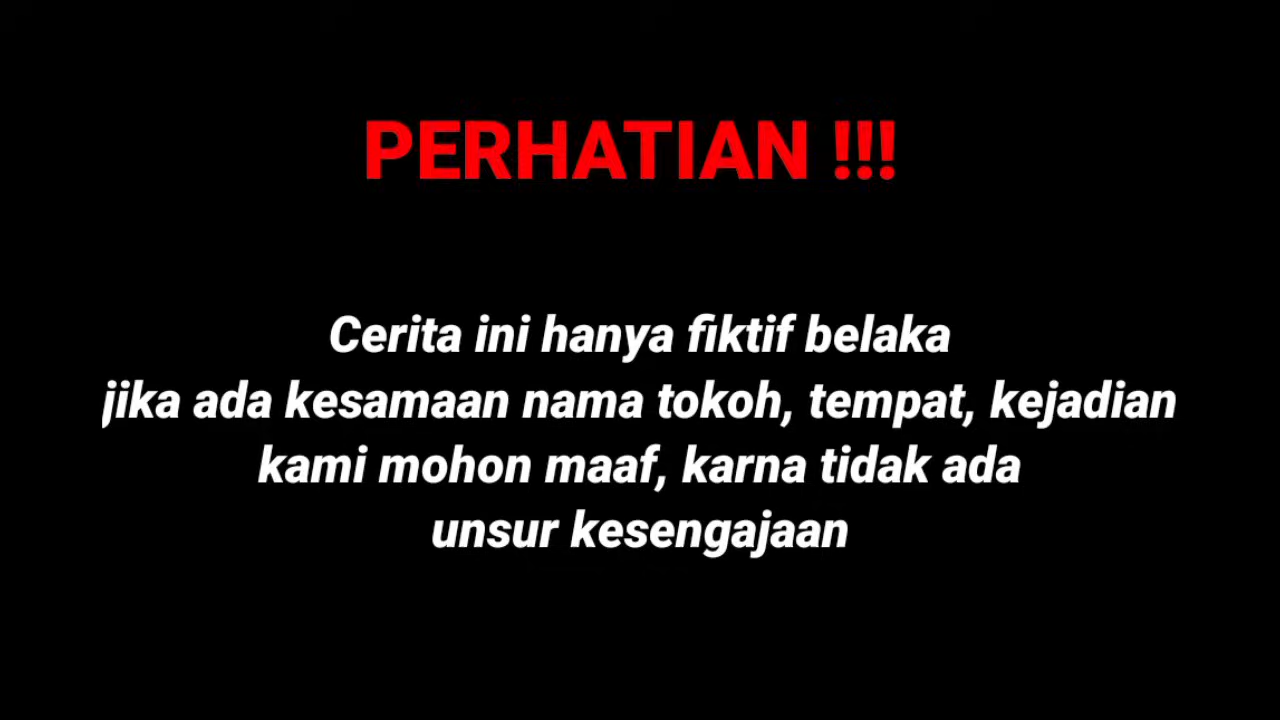 PERHATIAN !!!
Cerita ini hanya fiktif belaka
jika ada kesamaan nama tokoh, tempat, kejadian
kami mohon maaf, karna tidak ada
unsur kesengajaan